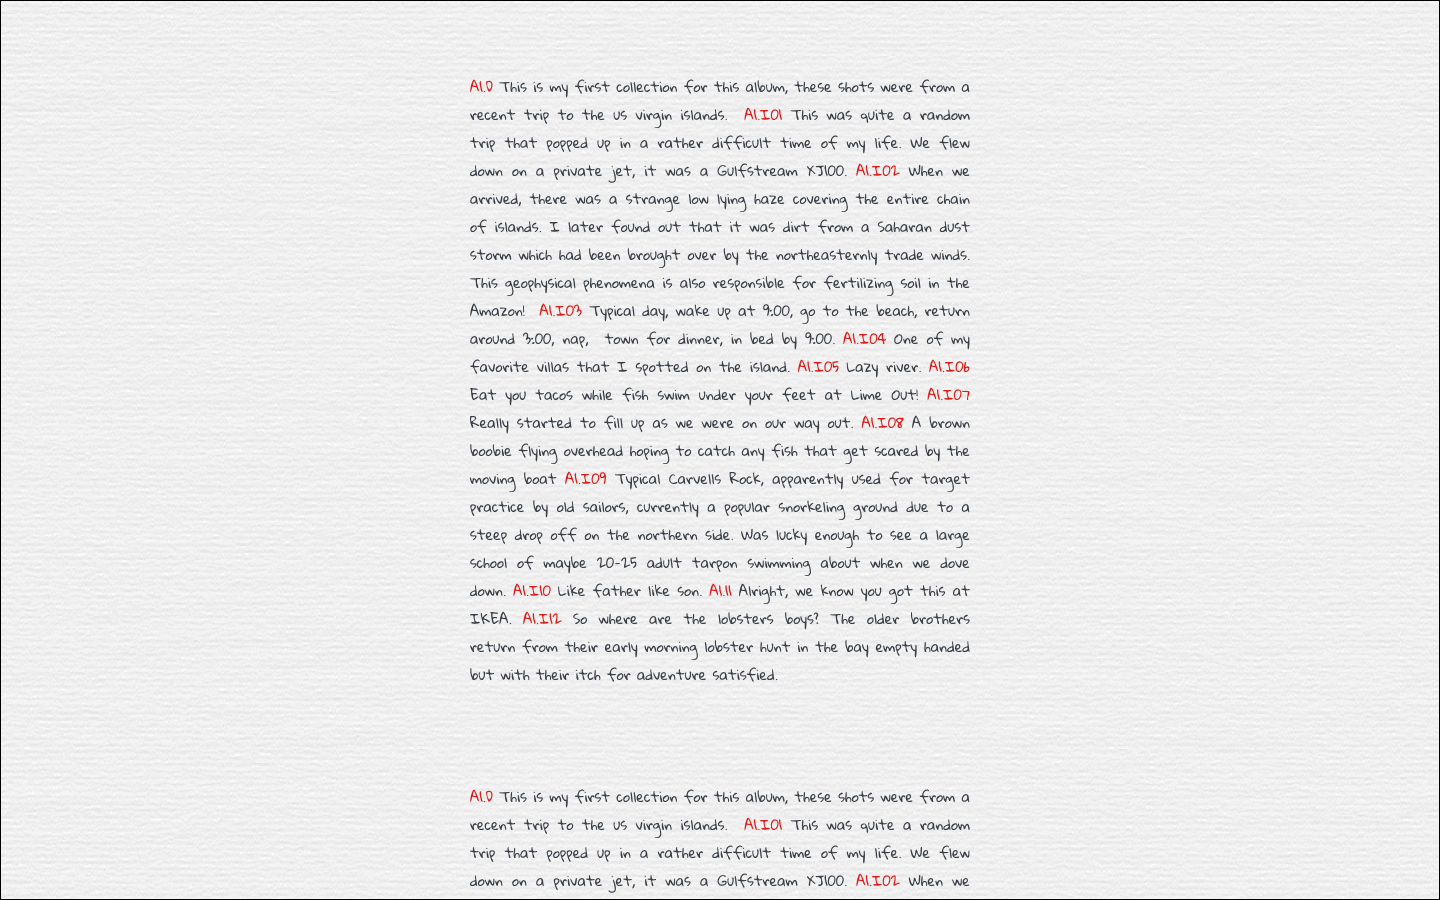 A1.0 This is my first collection for this album, these shots were from a
recent trip to the us virgin islands. A1.I01 This was quite a random
trip that popped up in a rather difficult time of my life. We flew
down on a private jet, it was a Gulfstream XJ100. A1.I02 When we
arrived, there was a strange low lying haze covering the entire chain
of islands. I later found out that it was dirt from a Saharan dust
storm which had been brought over by the northeasternly trade winds.
This geophysical phenomena is also responsible for fertilizing soil in the
Amazon! A1.I03 Typical day, wake up at 9:00, go to the beach, return
around 3:00, nap, town for dinner, in bed by 9:00. A1.I04 One of my
favorite villas that I spotted on the island. A1.I05 Lazy river. A1.I06
Eat you tacos while fish swim under your feet at Lime Out! A1.I07
Really started to fill up as we were on our way out. A1.I08 A brown
boobie flying overhead hoping to catch any fish that get scared by the
moving boat A1.I09 Typical Carvells Rock, apparently used for target
practice by old sailors, currently a popular snorkeling ground due to a
steep drop off on the northern side. Was lucky enough to see a large
school of maybe 20-25 adult tarpon swimming about when we dove
down. A1.I10 Like father like son. A1.11 Alright, we know you got this at
IKEA. A1.I12 So where are the lobsters boys? The older brothers
return from their early morning lobster hunt in the bay empty handed
but with their itch for adventure satisfied.
A1.0 This is my first collection for this album, these shots were from a
recent trip to the us virgin islands. A1.I01 This was quite a random
trip that popped up in a rather difficult time of my life. We flew
down on a private jet, it was a Gulfstream XJ100. A1.I02 When we